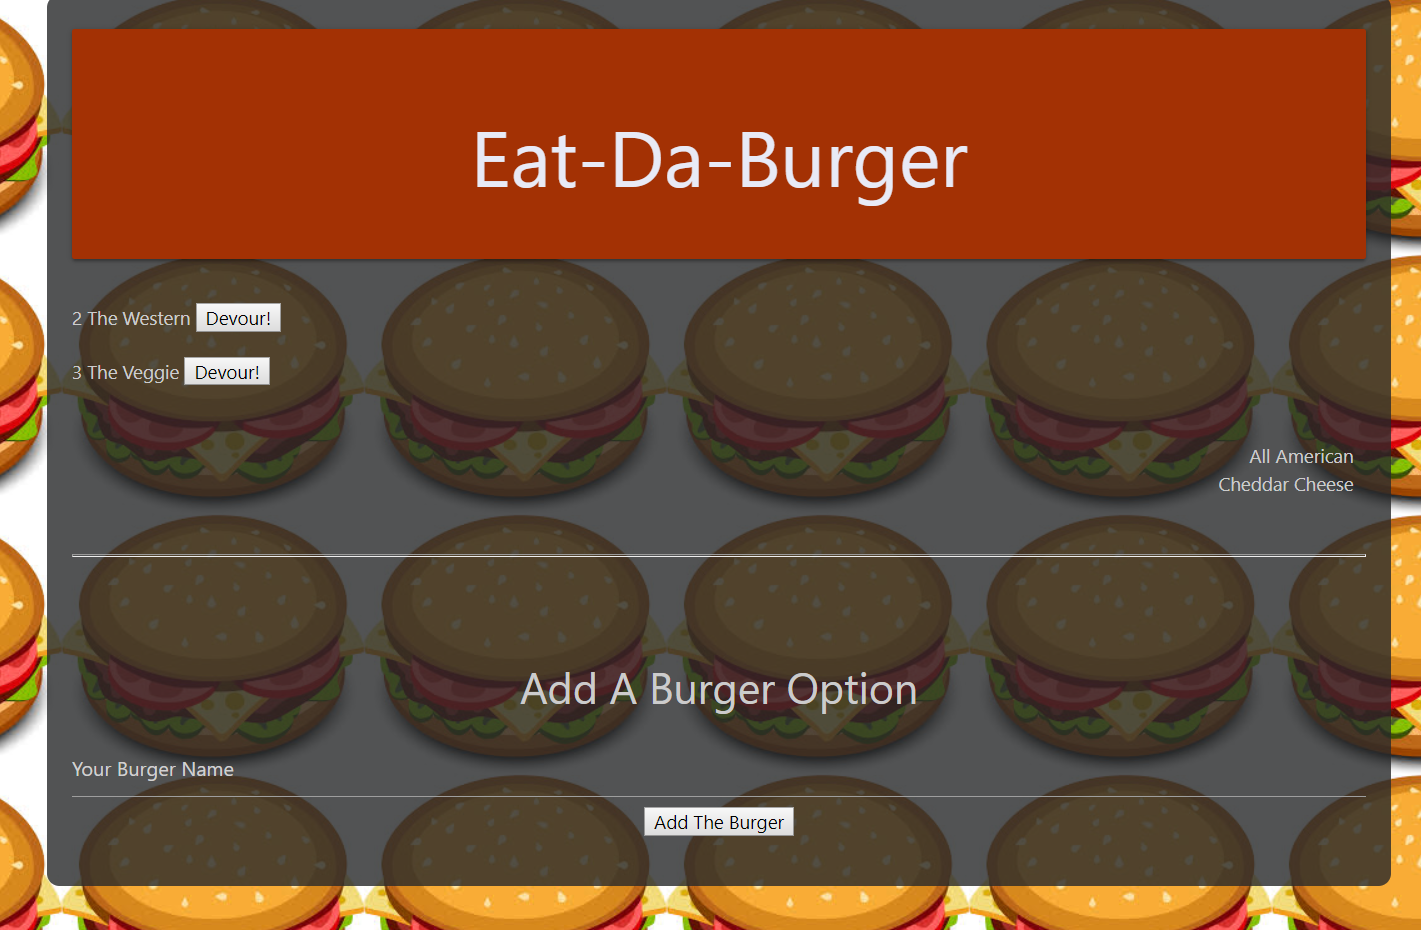 Eat-Da-Burger
2 The Western Devour!
3 The Veggie Devour!
All American
Cheddar Cheese
Add A Burger Option
Your Burger Name
Add The Burger